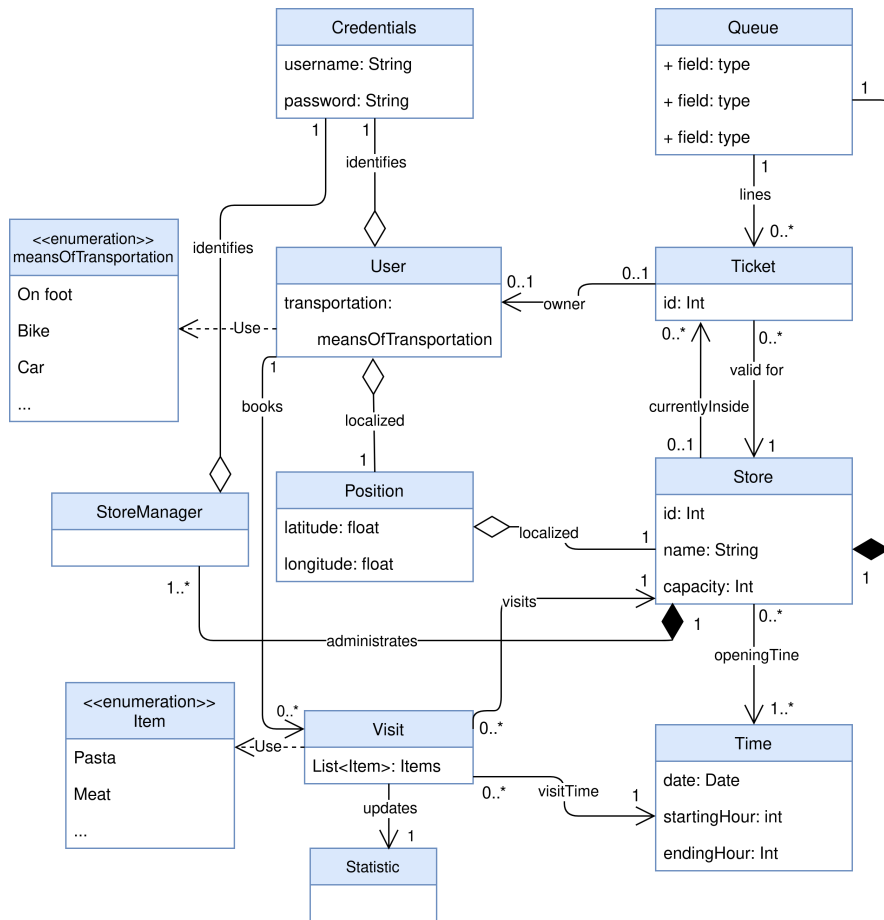 Credentials
username: String
password: String
1
1
identifies
identifies
Queue
+ field: type
+ field: type
+ field: type
1
1
lines
0..*
<<enumeration>>
meansOfTransportation
On foot
Bike
Car
...
Use
User
transportation:
meansOfTransportation
0..1
owner
0..1
Ticket
id: Int
0..*
0..*
valid for
currentlyInside
0..1
1
1
books
localized
1
StoreManager
1..*
Position
latitude: float
longitude: float
localized
1
Store
id: Int
name: String
capacity: Int
1
1
visits
1
administrates
0..*
openingTine
1..*
<<enumeration>>
Item
Pasta
Meat
...
Use
0..*
Visit
List<Item>: Items
0..*
0..*
visitTime
1
updates
1
Statistic
Time
date: Date
startingHour: int
endingHour: Int